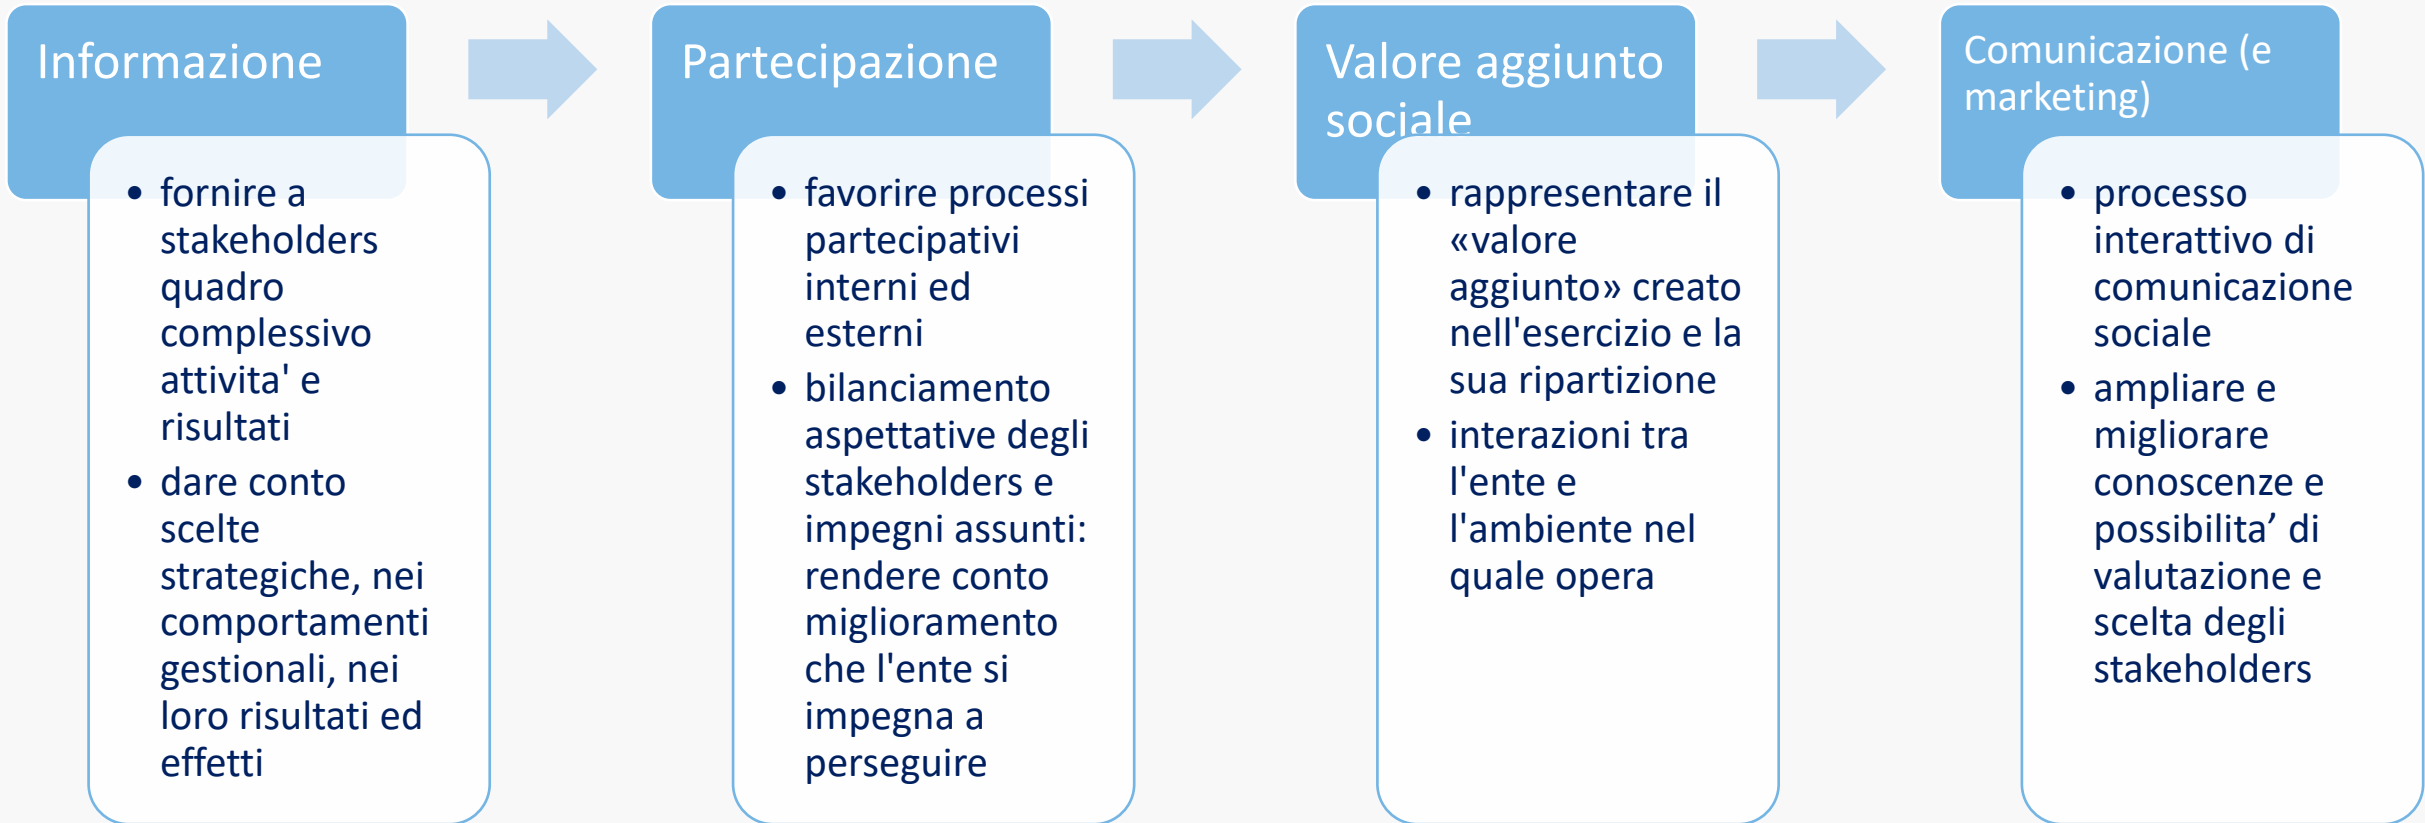 Informazione
• fornire a
stakeholders
quadro
complessivo
attivita' e
risultati
• dare conto
scelte
strategiche, nei
comportamenti
gestionali, nei
loro risultati ed
effetti
Partecipazione
• favorire processi
partecipativi
interni ed
esterni
• bilanciamento
aspettative degli
stakeholders e
impegni assunti:
rendere conto
miglioramento
che l'ente si
impegna a
perseguire
Valore aggiunto
sociale
• rappresentare il
«valore
aggiunto» creato
nell'esercizio e la
sua ripartizione
• interazioni tra
l'ente e
l'ambiente nel
quale opera
Comunicazione (e
marketing)
• processo
interattivo di
comunicazione
sociale
• ampliare e
migliorare
conoscenze e
possibilita’ di
valutazione e
scelta degli
stakeholders